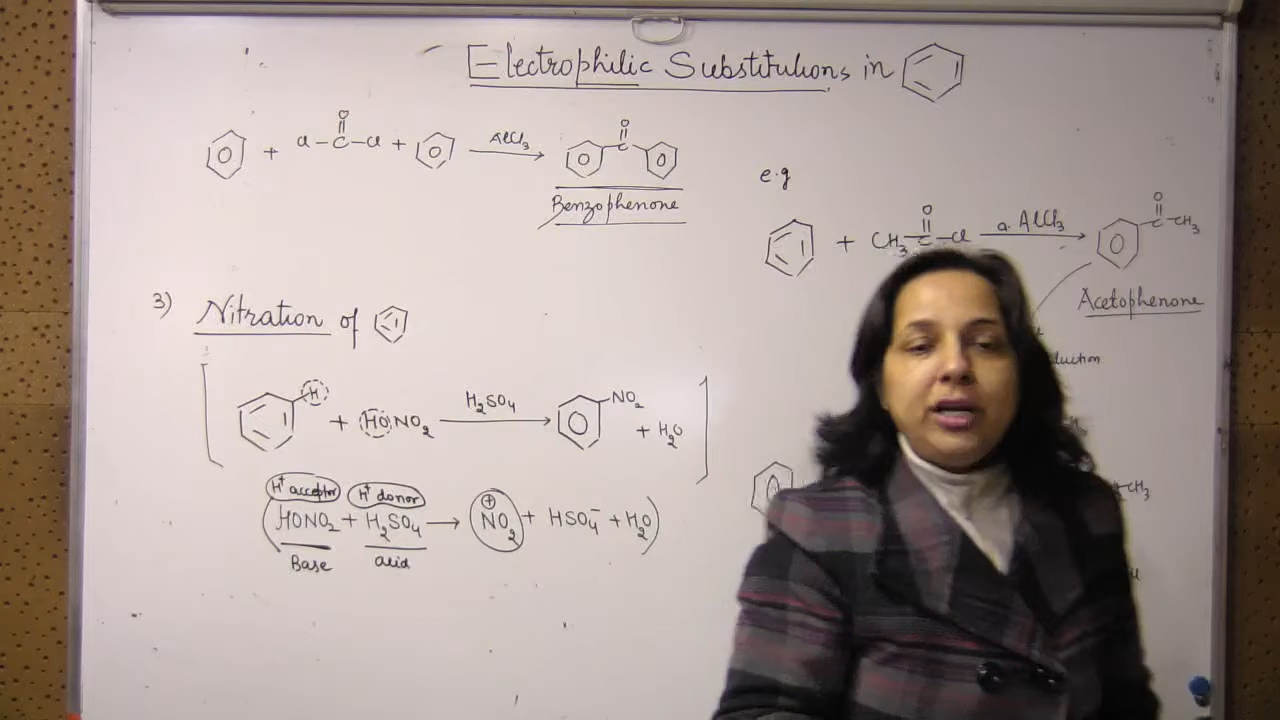 Electrophilic Substitutions in
+ Cl-C-Cl + AlCl3
O
O
C
Benzophenone
e.g
+ CH3-C-Cl a. AlCl3
O
O
C-CH3
Acetophenone
3) Nitration of
H + HO NO2 H2SO4 → NO2 + H2O
H+ acceptor H+ donor
(HONO2 + H2SO4 → NO2 + HSO4- + H2O)
⊕
Base acid
CH3